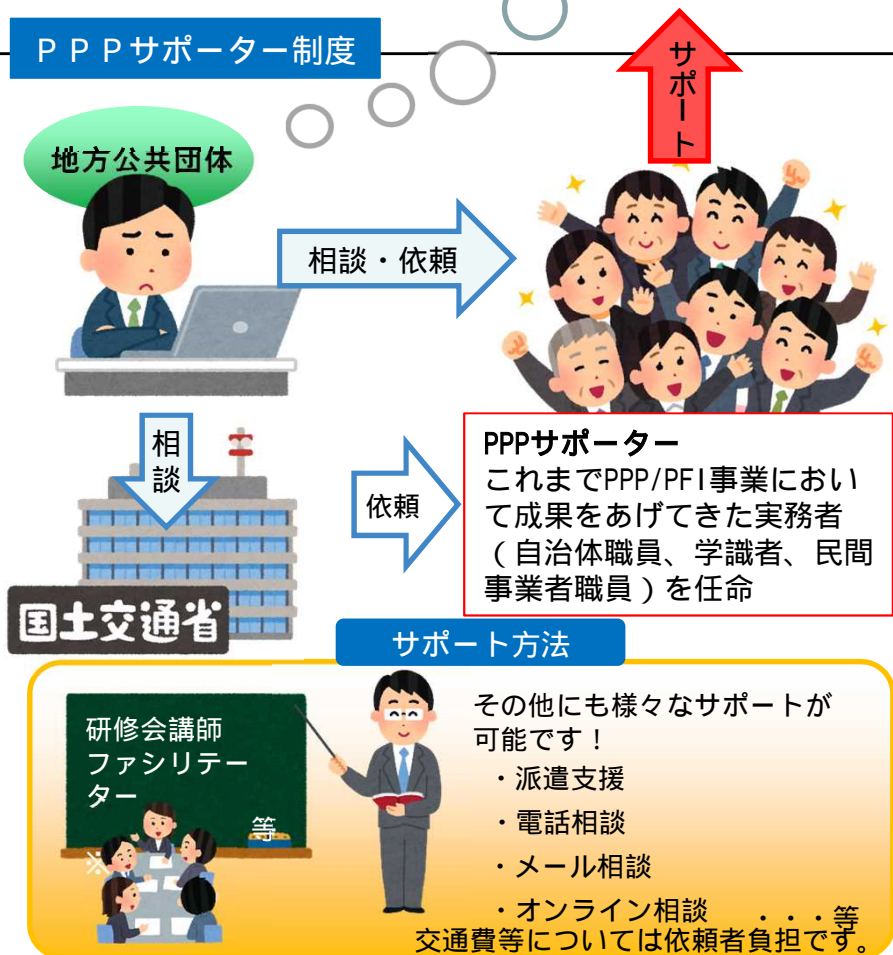 ＰＰＰサポーター制度
サポート
地方公共団体
相談・依頼
相談
依頼
国土交通省
PPPサポーター
これまでPPP/PFI事業におい
て成果をあげてきた実務者
（自治体職員、学識者、民間
事業者職員）を任命
サポート方法
研修会講師
ファシリテー
ター
等
その他にも様々なサポートが
可能です！
・派遣支援
・電話相談
・メール相談
・オンライン相談　・・・等
※
交通費等については依頼者負担です。